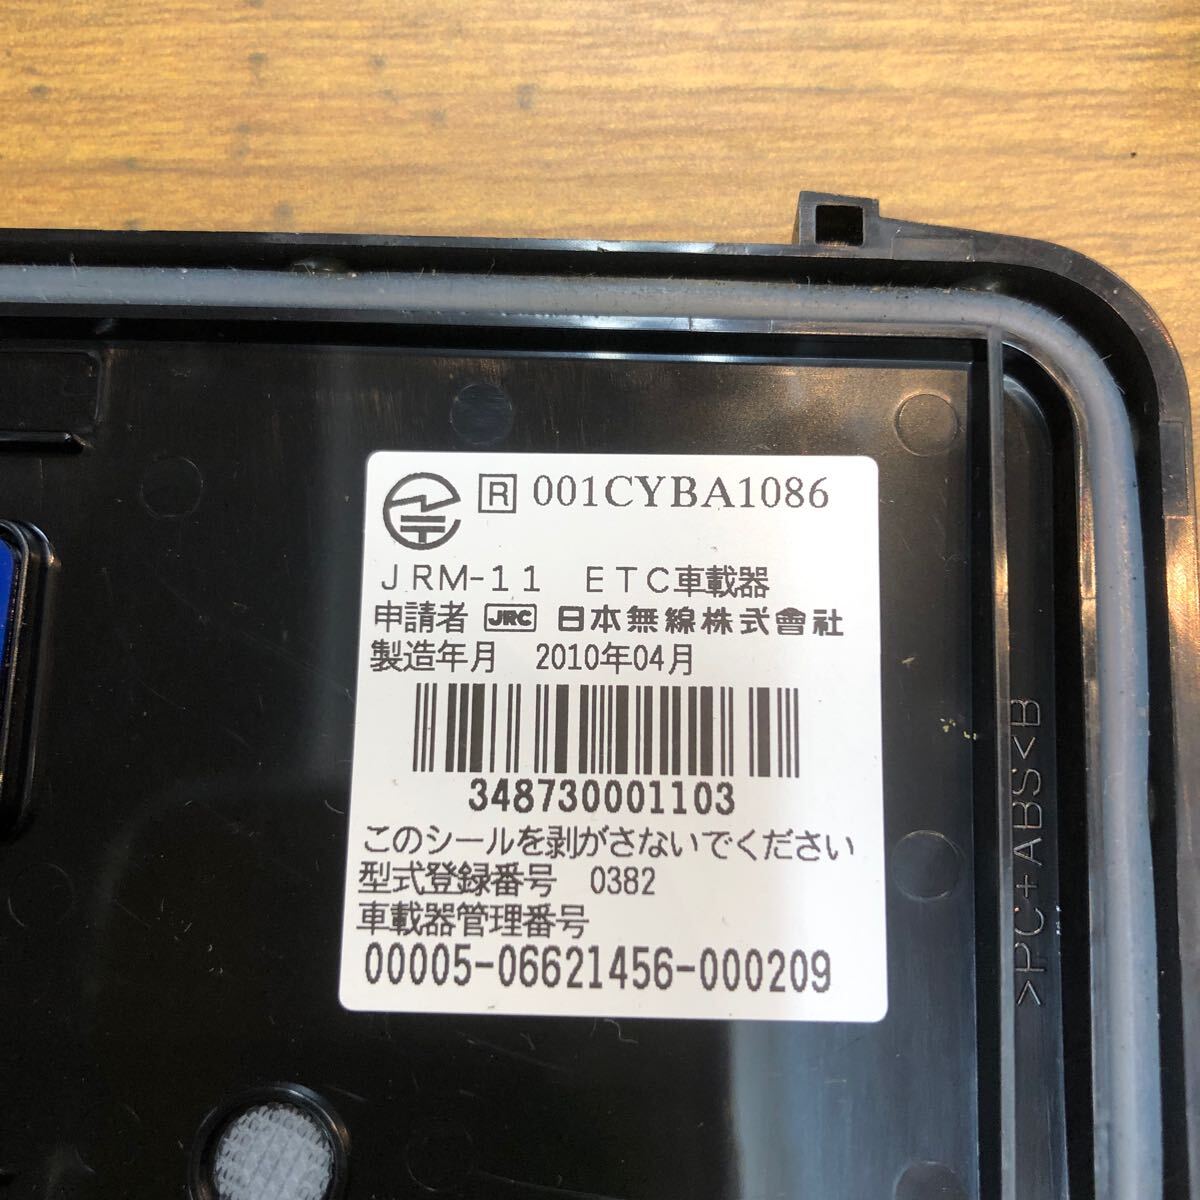 R 001CYBA1086
JRM-11 ETC車載器
申請者 JRC 日本無線株式會社
製造年月 2010年04月
348730001103
このシールを剥がさないでください
型式登録番号 0382
車載器管理番号
00005-06621456-000209
>PC+ABS<B